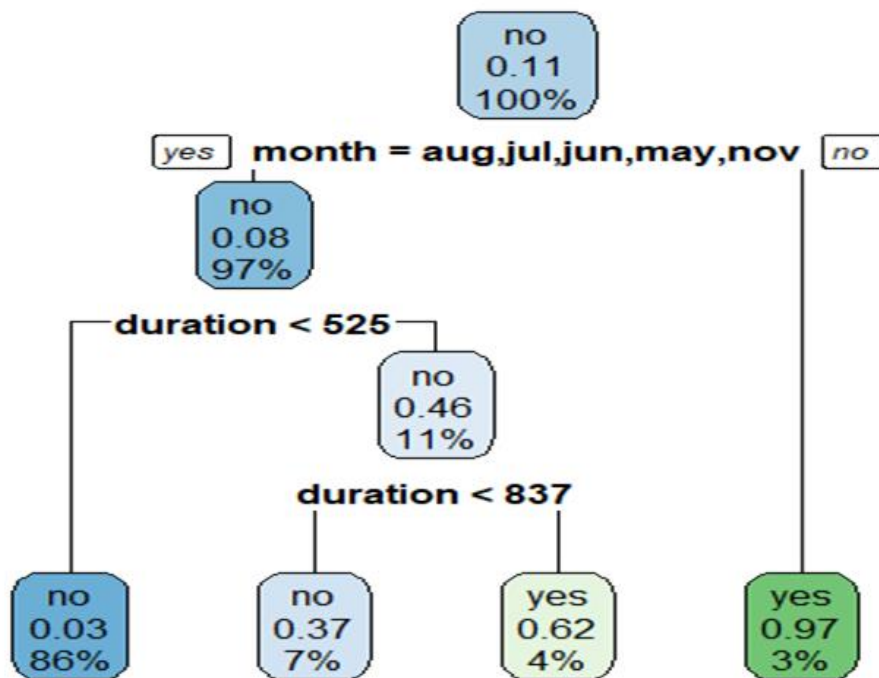 no
0.11
100%
yes month = aug,jul,jun,may,nov no
no
0.08
97%
duration < 525
no
0.46
11%
duration < 837
no
0.03
86%
no
0.37
7%
yes
0.62
4%
yes
0.97
3%